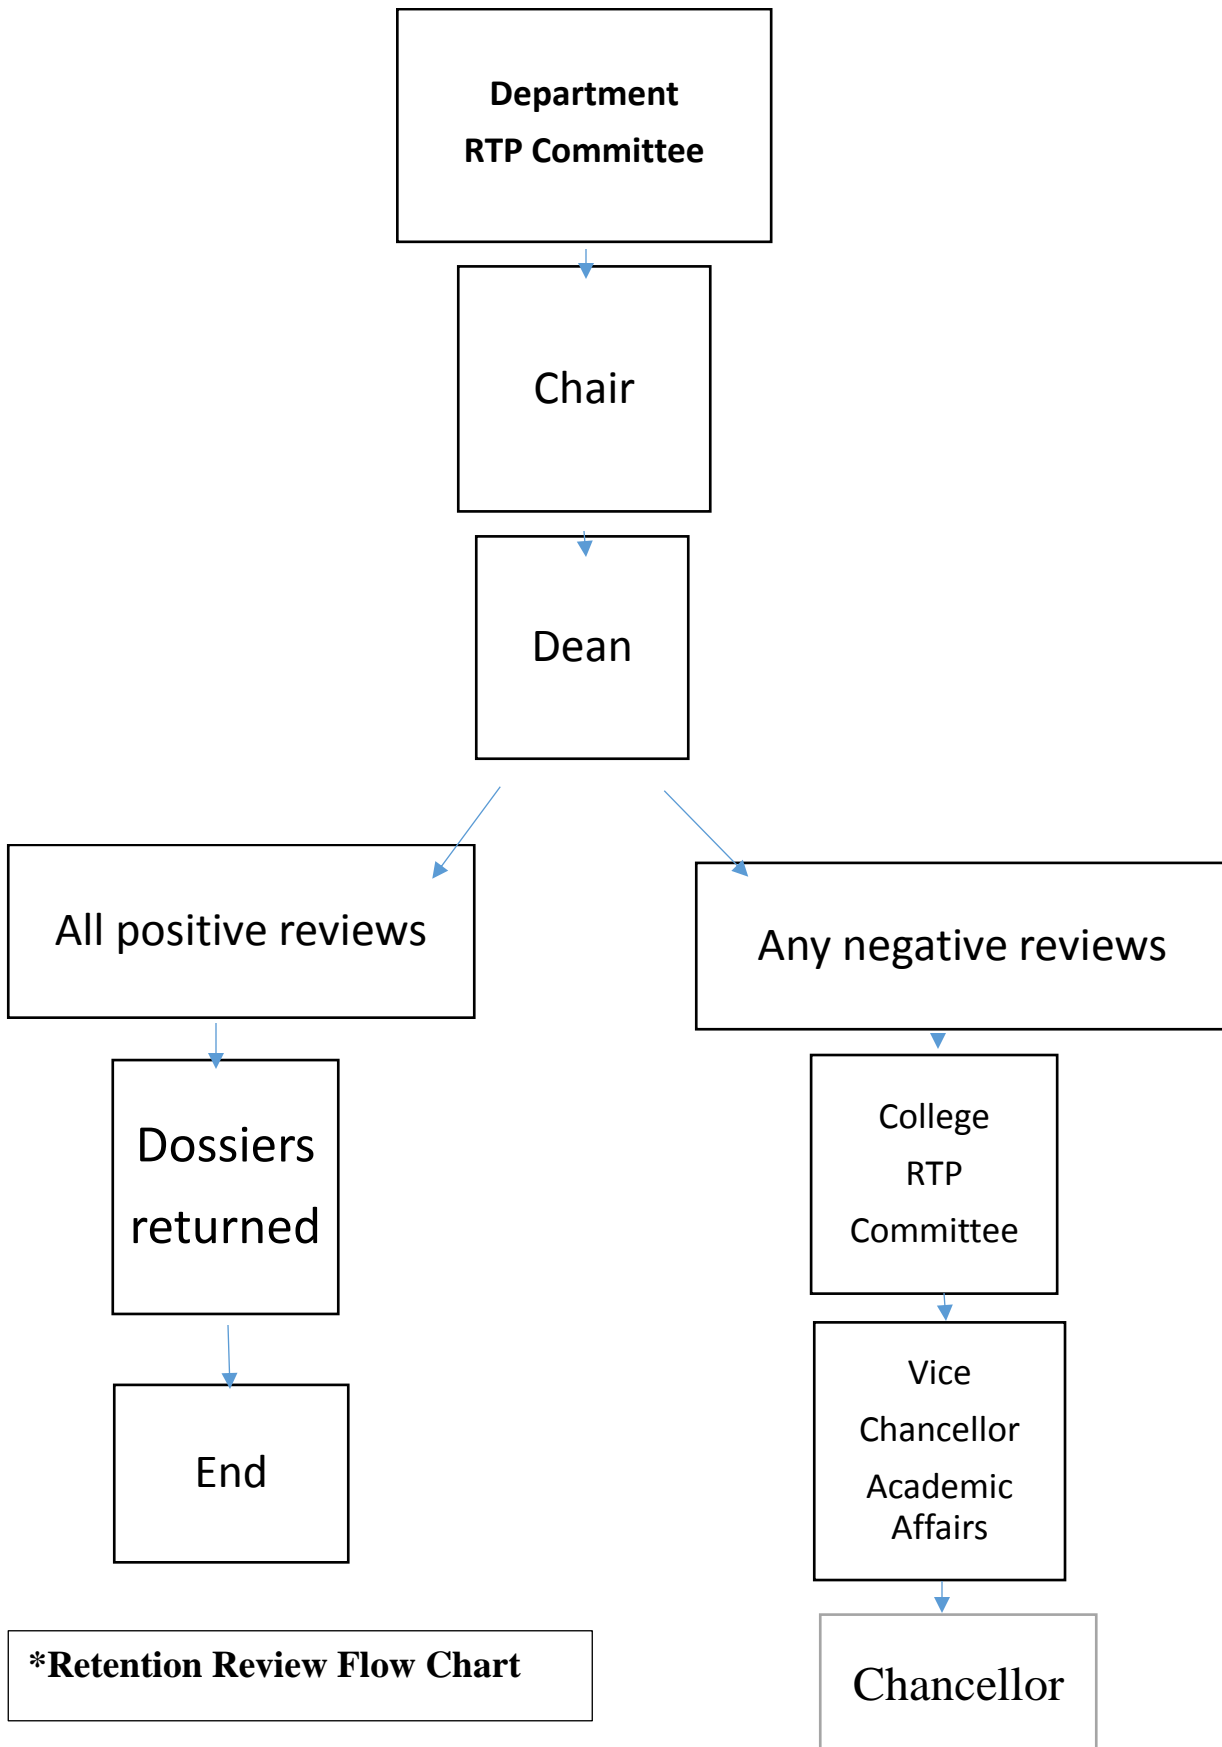 Department
RTP Committee
Chair
Dean
All positive reviews
Any negative reviews
Dossiers
returned
College
RTP
Committee
End
Vice
Chancellor
Academic
Affairs
*Retention Review Flow Chart
Chancellor